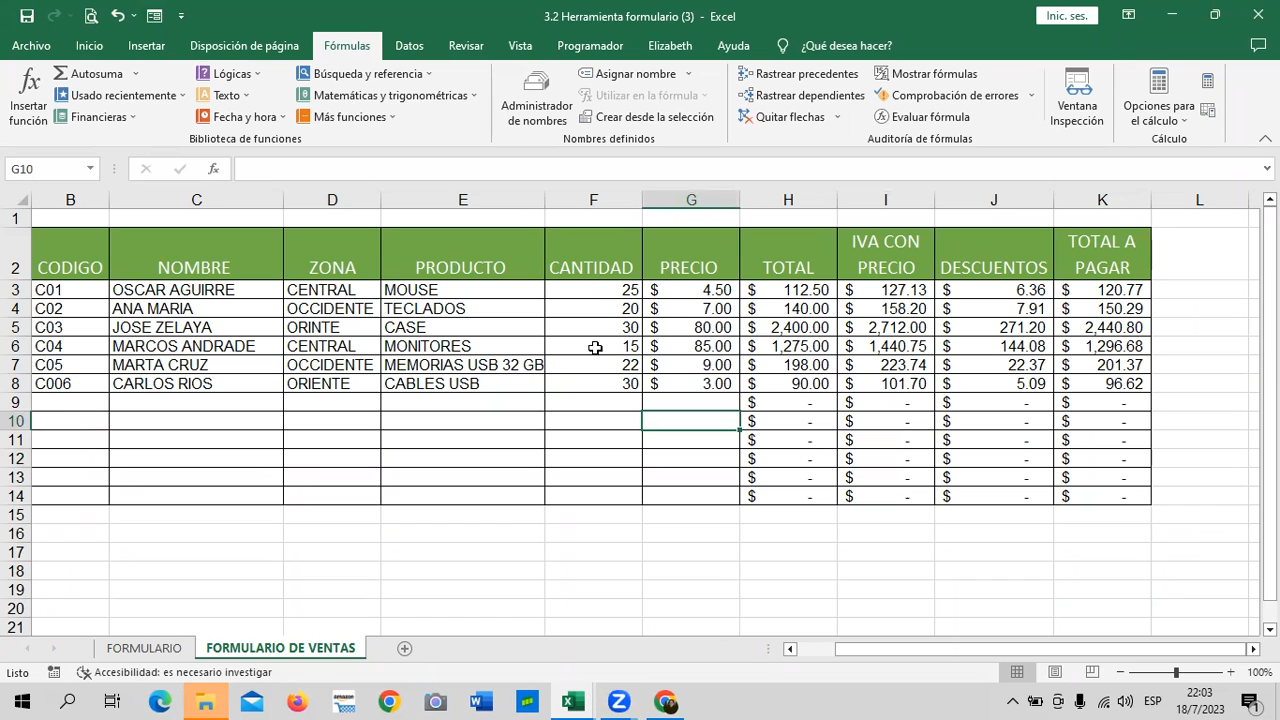 3.2 Herramienta formulario (3) - Excel
Inic. ses.
Archivo Inicio Insertar Disposición de página Fórmulas Datos Revisar Vista Programador Elizabeth Ayuda ¿Qué desea hacer?
Insertar función
Autosuma
Usado recientemente
Financieras
Lógicas
Texto
Fecha y hora
Búsqueda y referencia
Matemáticas y trigonométricas
Más funciones
Biblioteca de funciones
Administrador de nombres
Asignar nombre
Utilizar en la fórmula
Crear desde la selección
Nombres definidos
Rastrear precedentes
Rastrear dependientes
Quitar flechas
Mostrar fórmulas
Comprobación de errores
Evaluar fórmula
Auditoría de fórmulas
Ventana Inspección
Opciones para el cálculo
Cálculo
G10
fx
B C D E F G H I J K L
1
2 CODIGO NOMBRE ZONA PRODUCTO CANTIDAD PRECIO TOTAL IVA CON PRECIO DESCUENTOS TOTAL A PAGAR
3 C01 OSCAR AGUIRRE CENTRAL MOUSE 25 $ 4.50 $ 112.50 $ 127.13 $ 6.36 $ 120.77
4 C02 ANA MARIA OCCIDENTE TECLADOS 20 $ 7.00 $ 140.00 $ 158.20 $ 7.91 $ 150.29
5 C03 JOSE ZELAYA ORINTE CASE 30 $ 80.00 $ 2,400.00 $ 2,712.00 $ 271.20 $ 2,440.80
6 C04 MARCOS ANDRADE CENTRAL MONITORES 15 $ 85.00 $ 1,275.00 $ 1,440.75 $ 144.08 $ 1,296.68
7 C05 MARTA CRUZ OCCIDENTE MEMORIAS USB 32 GB 22 $ 9.00 $ 198.00 $ 223.74 $ 22.37 $ 201.37
8 C006 CARLOS RIOS ORIENTE CABLES USB 30 $ 3.00 $ 90.00 $ 101.70 $ 5.09 $ 96.62
9 $ - $ - $ - $ -
10 $ - $ - $ - $ -
11 $ - $ - $ - $ -
12 $ - $ - $ - $ -
13 $ - $ - $ - $ -
14 $ - $ - $ - $ -
15
16
17
18
19
20
21
FORMULARIO FORMULARIO DE VENTAS
Listo Accesibilidad: es necesario investigar 100%
ESP 22:03
18/7/2023